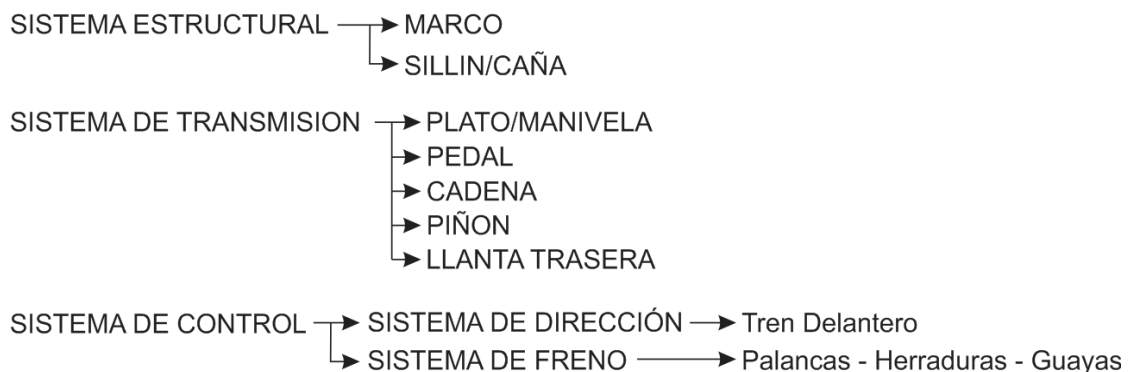 SISTEMA ESTRUCTURAL MARCO
SILLIN/CAÑA
SISTEMA DE TRANSMISION PLATO/MANIVELA
PEDAL
CADENA
PIÑON
LLANTA TRASERA
SISTEMA DE CONTROL SISTEMA DE DIRECCIÓN Tren Delantero
SISTEMA DE FRENO Palancas - Herraduras - Guayas